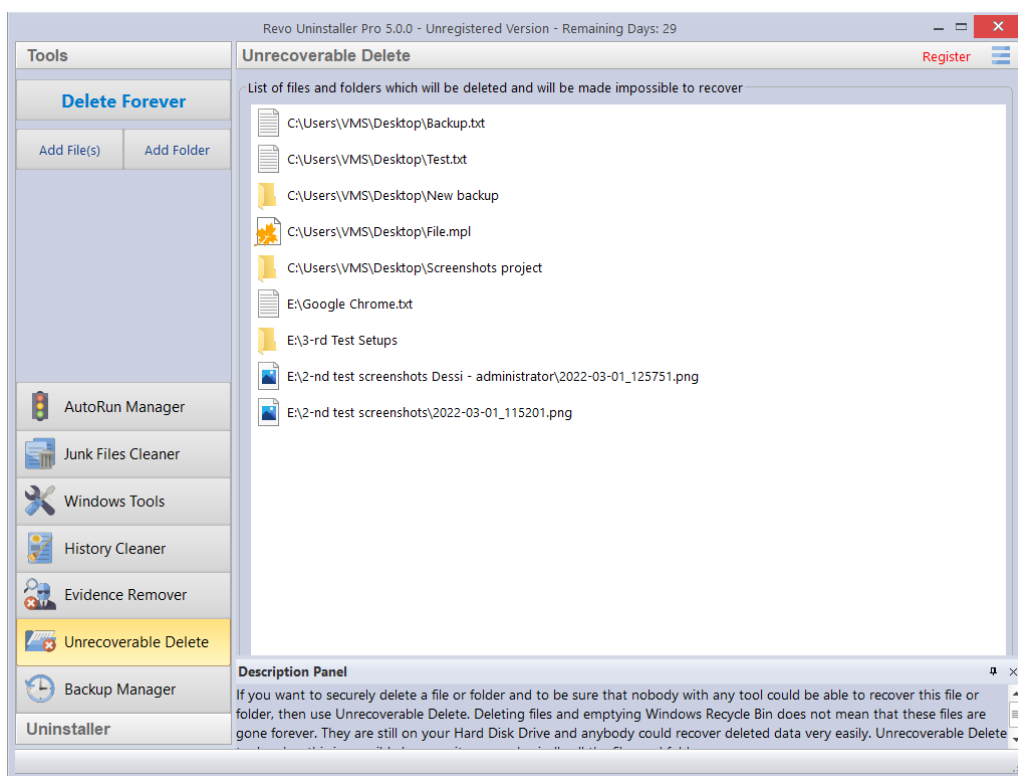 Revo Uninstaller Pro 5.0.0 - Unregistered Version - Remaining Days: 29
Tools
Unrecoverable Delete
Register
Delete Forever
Add File(s)
Add Folder
List of files and folders which will be deleted and will be made impossible to recover
C:\Users\VMS\Desktop\Backup.txt
C:\Users\VMS\Desktop\Test.txt
C:\Users\VMS\Desktop\New backup
C:\Users\VMS\Desktop\File.mpl
C:\Users\VMS\Desktop\Screenshots project
E:\Google Chrome.txt
E:\3-rd Test Setups
E:\2-nd test screenshots Dessi - administrator\2022-03-01_125751.png
E:\2-nd test screenshots\2022-03-01_115201.png
AutoRun Manager
Junk Files Cleaner
Windows Tools
History Cleaner
Evidence Remover
Unrecoverable Delete
Backup Manager
Uninstaller
Description Panel
If you want to securely delete a file or folder and to be sure that nobody with any tool could be able to recover this file or
folder, then use Unrecoverable Delete. Deleting files and emptying Windows Recycle Bin does not mean that these files are
gone forever. They are still on your Hard Disk Drive and anybody could recover deleted data very easily. Unrecoverable Delete